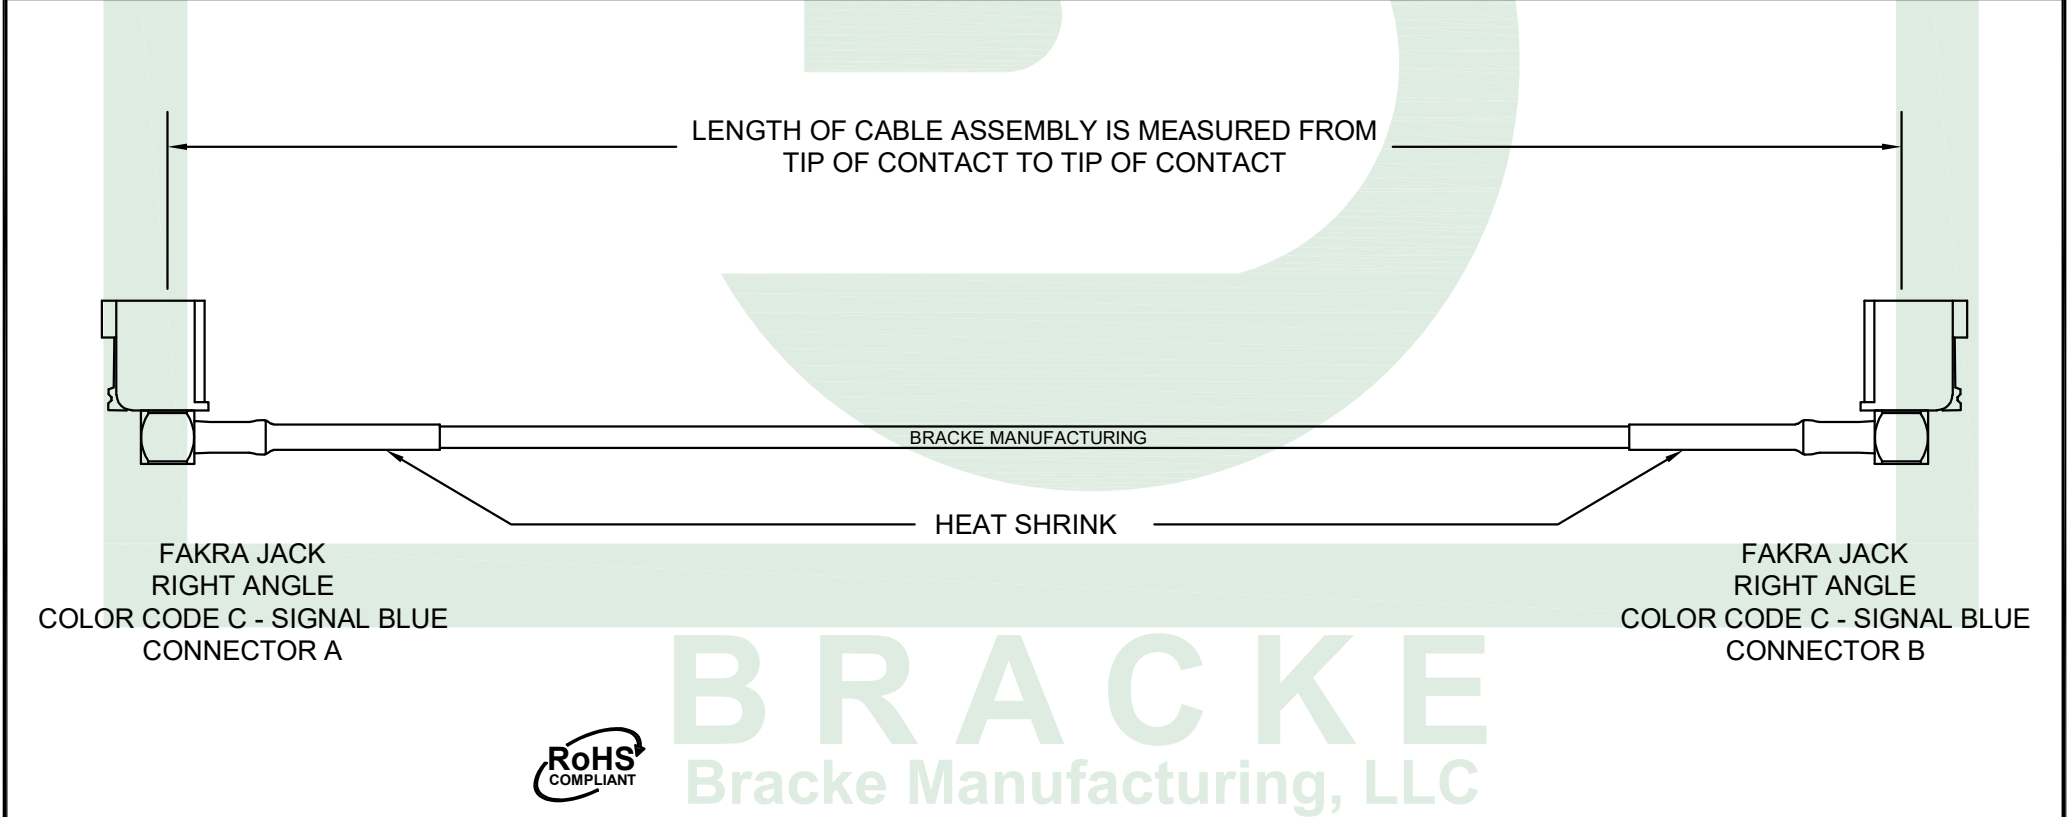 LENGTH OF CABLE ASSEMBLY IS MEASURED FROM
TIP OF CONTACT TO TIP OF CONTACT
BRACKE MANUFACTURING
HEAT SHRINK
FAKRA JACK
RIGHT ANGLE
COLOR CODE C - SIGNAL BLUE
CONNECTOR A
FAKRA JACK
RIGHT ANGLE
COLOR CODE C - SIGNAL BLUE
CONNECTOR B
BRACKE
Bracke Manufacturing, LLC
RoHS
COMPLIANT